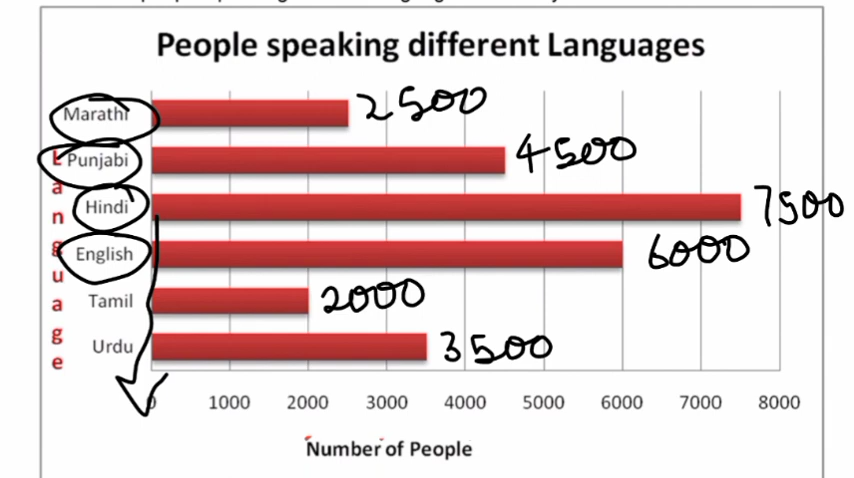 People speaking different Languages
Marathi 2500
Punjabi 4500
Hindi 7500
English 6000
Tamil 2000
Urdu 3500
Language
0 1000 2000 3000 4000 5000 6000 7000 8000
Number of People